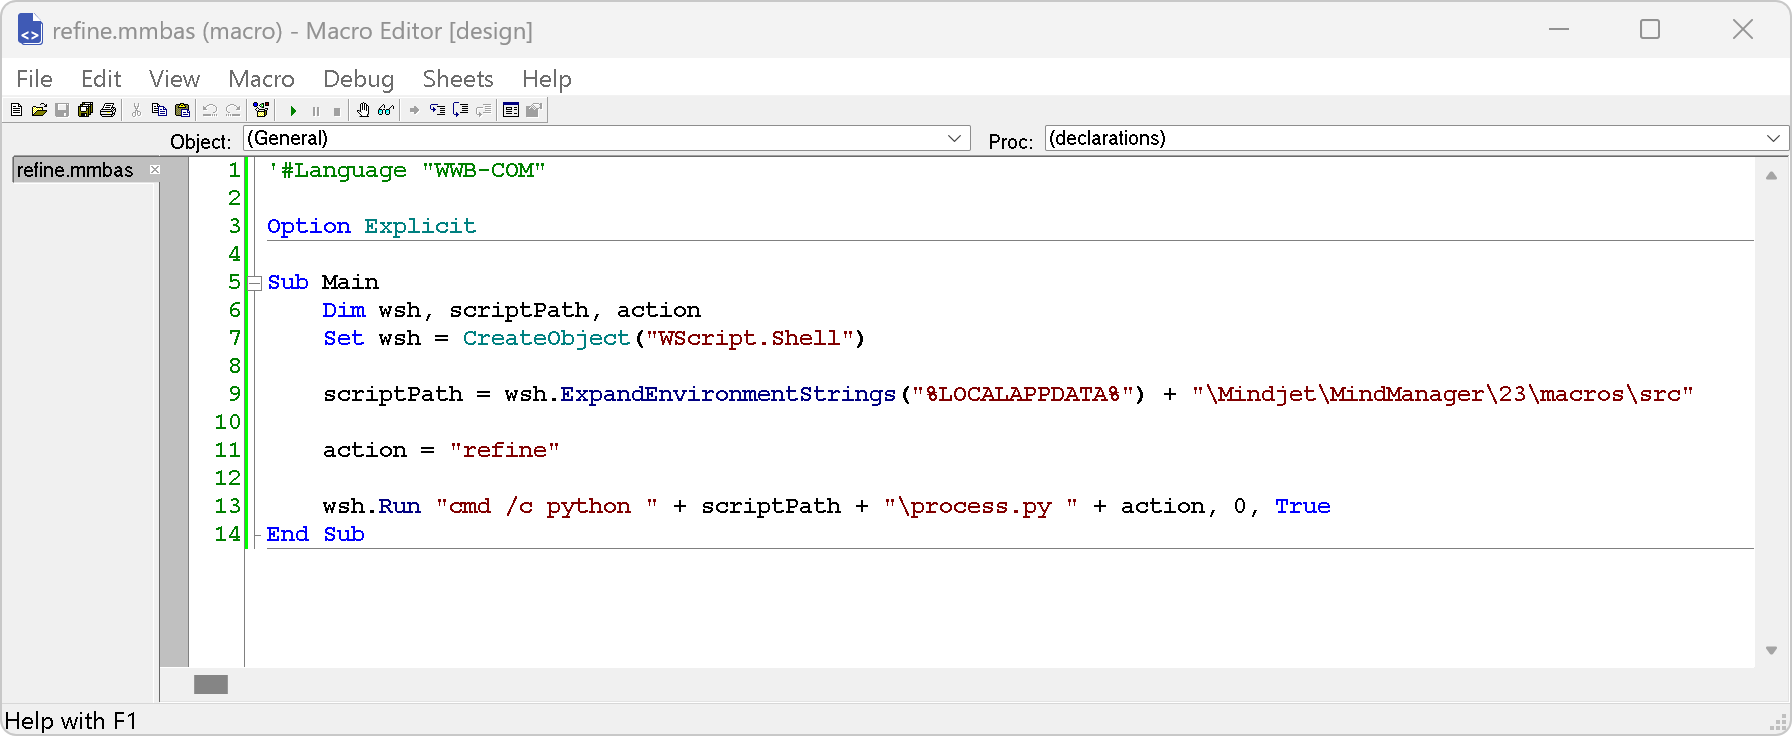 refine.mmbas (macro) - Macro Editor [design]
File Edit View Macro Debug Sheets Help
Object: (General) Proc: (declarations)
refine.mmbas
1 '#Language "WWB-COM"
2
3 Option Explicit
4
5 Sub Main
6 Dim wsh, scriptPath, action
7 Set wsh = CreateObject("WScript.Shell")
8
9 scriptPath = wsh.ExpandEnvironmentStrings("%LOCALAPPDATA%") + "\Mindjet\MindManager\23\macros\src"
10
11 action = "refine"
12
13 wsh.Run "cmd /c python " + scriptPath + "\process.py " + action, 0, True
14 End Sub
Help with F1